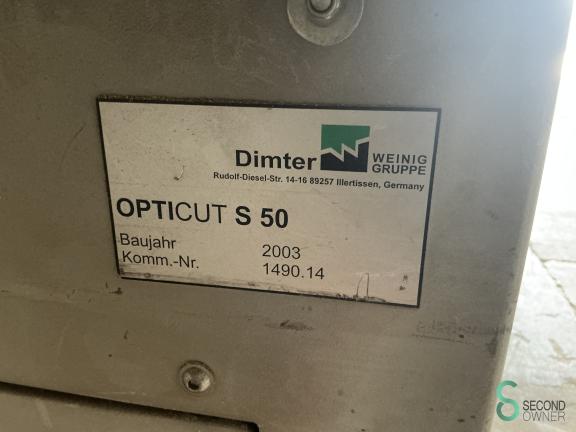 Dimter WEINIG
GRUPPE
Rudolf-Diesel-Str. 14-16 89257 Illertissen, Germany
OPTICUT S 50
Baujahr 2003
Komm.-Nr. 1490.14
SECOND
OWNER